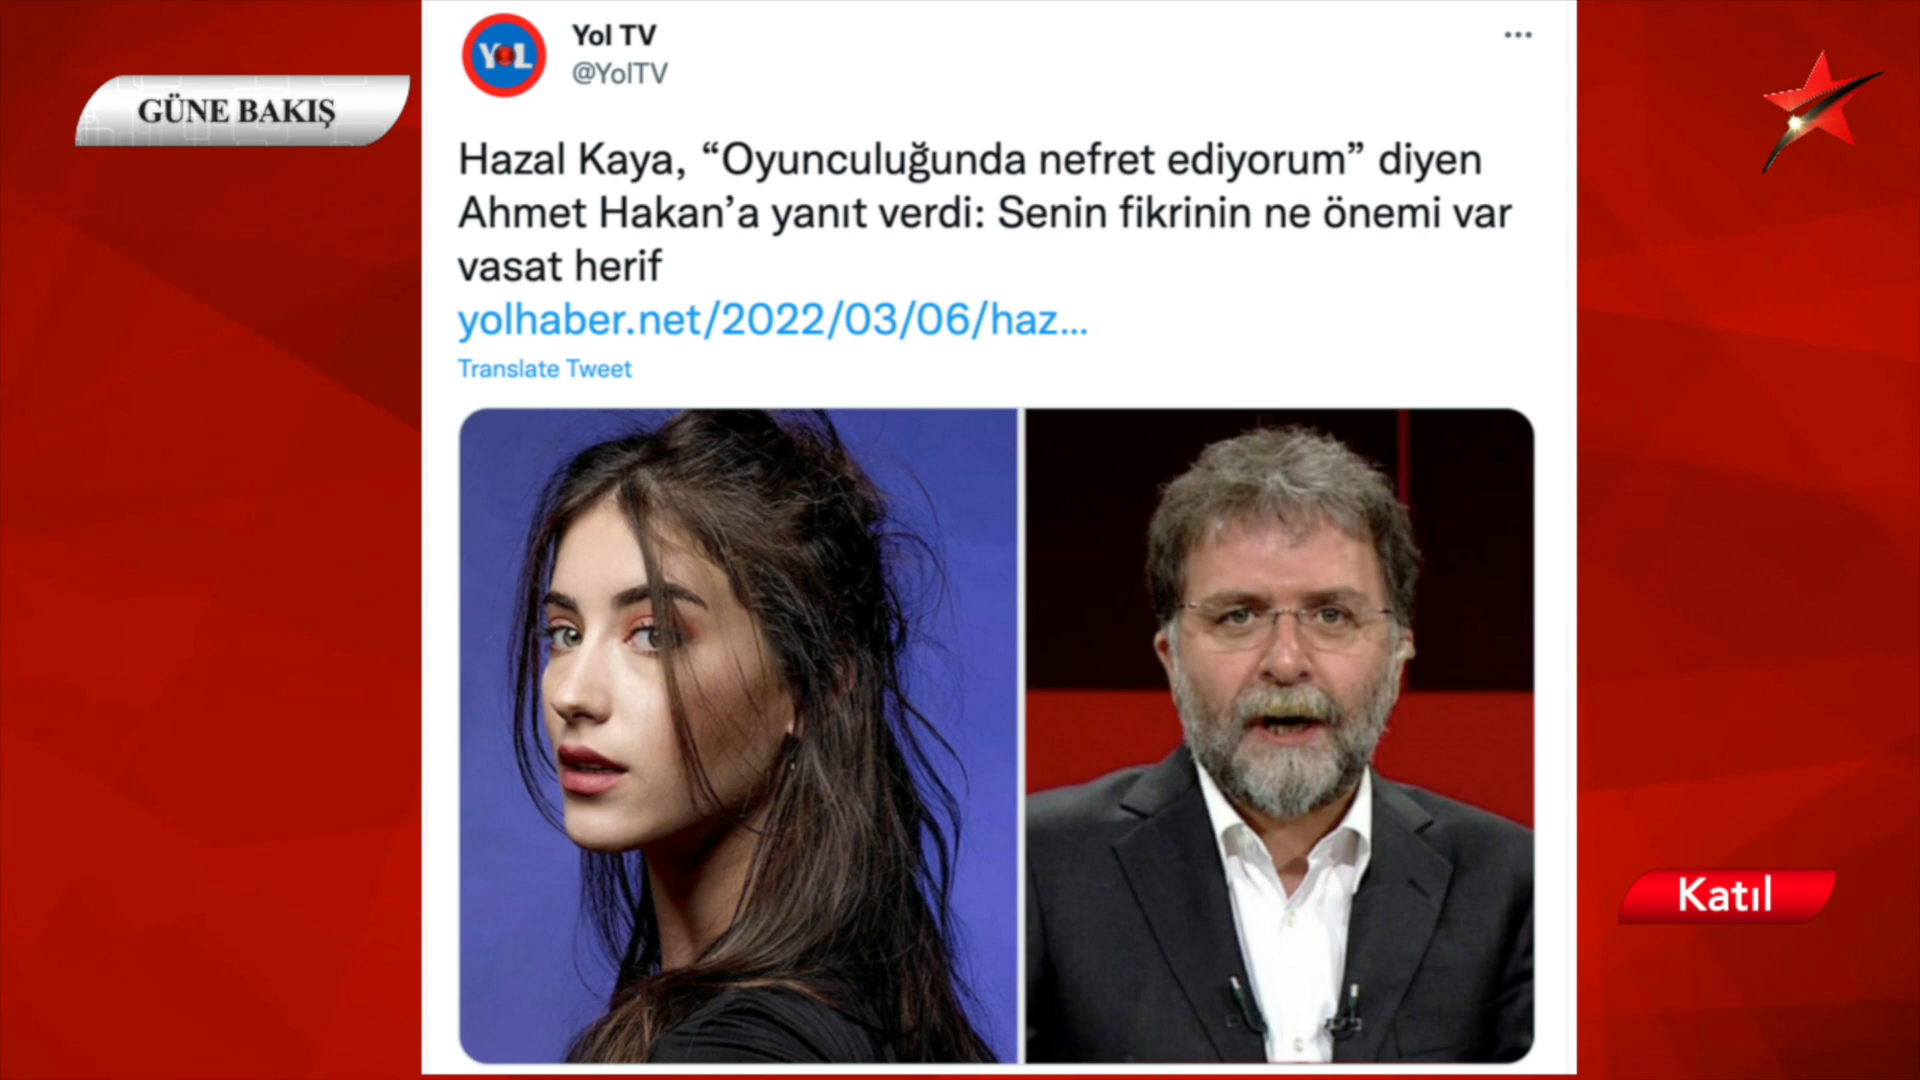 GÜNE BAKIŞ
YOL
Yol TV
@YolTV
Hazal Kaya, “Oyunculuğunda nefret ediyorum” diyen
Ahmet Hakan’a yanıt verdi: Senin fikrinin ne önemi var
vasat herif
yolhaber.net/2022/03/06/haz...
Translate Tweet
Katıl